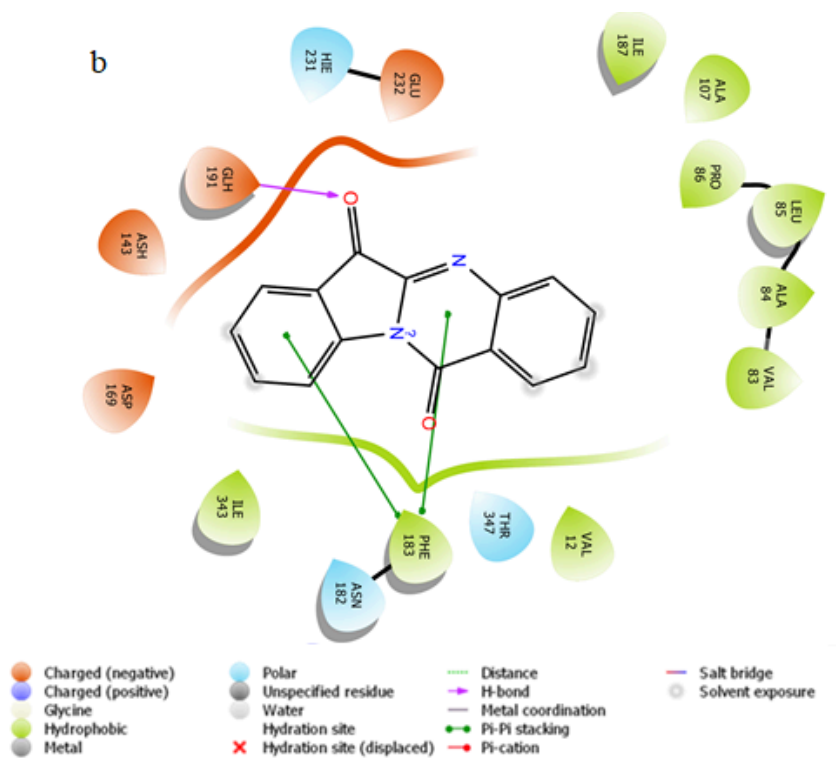 b
HIE
231
GLU
232
ILE
187
ALA
107
PRO
86
LEU
85
ALA
84
VAL
83
GLH
191
ASH
143
ASP
169
O
N
N?
O
ILE
343
PHE
183
ASN
182
THR
347
VAL
12
Charged (negative)
Charged (positive)
Glycine
Hydrophobic
Metal
Polar
Unspecified residue
Water
Hydration site
Hydration site (displaced)
Distance
H-bond
Metal coordination
Pi-Pi stacking
Pi-cation
Salt bridge
Solvent exposure